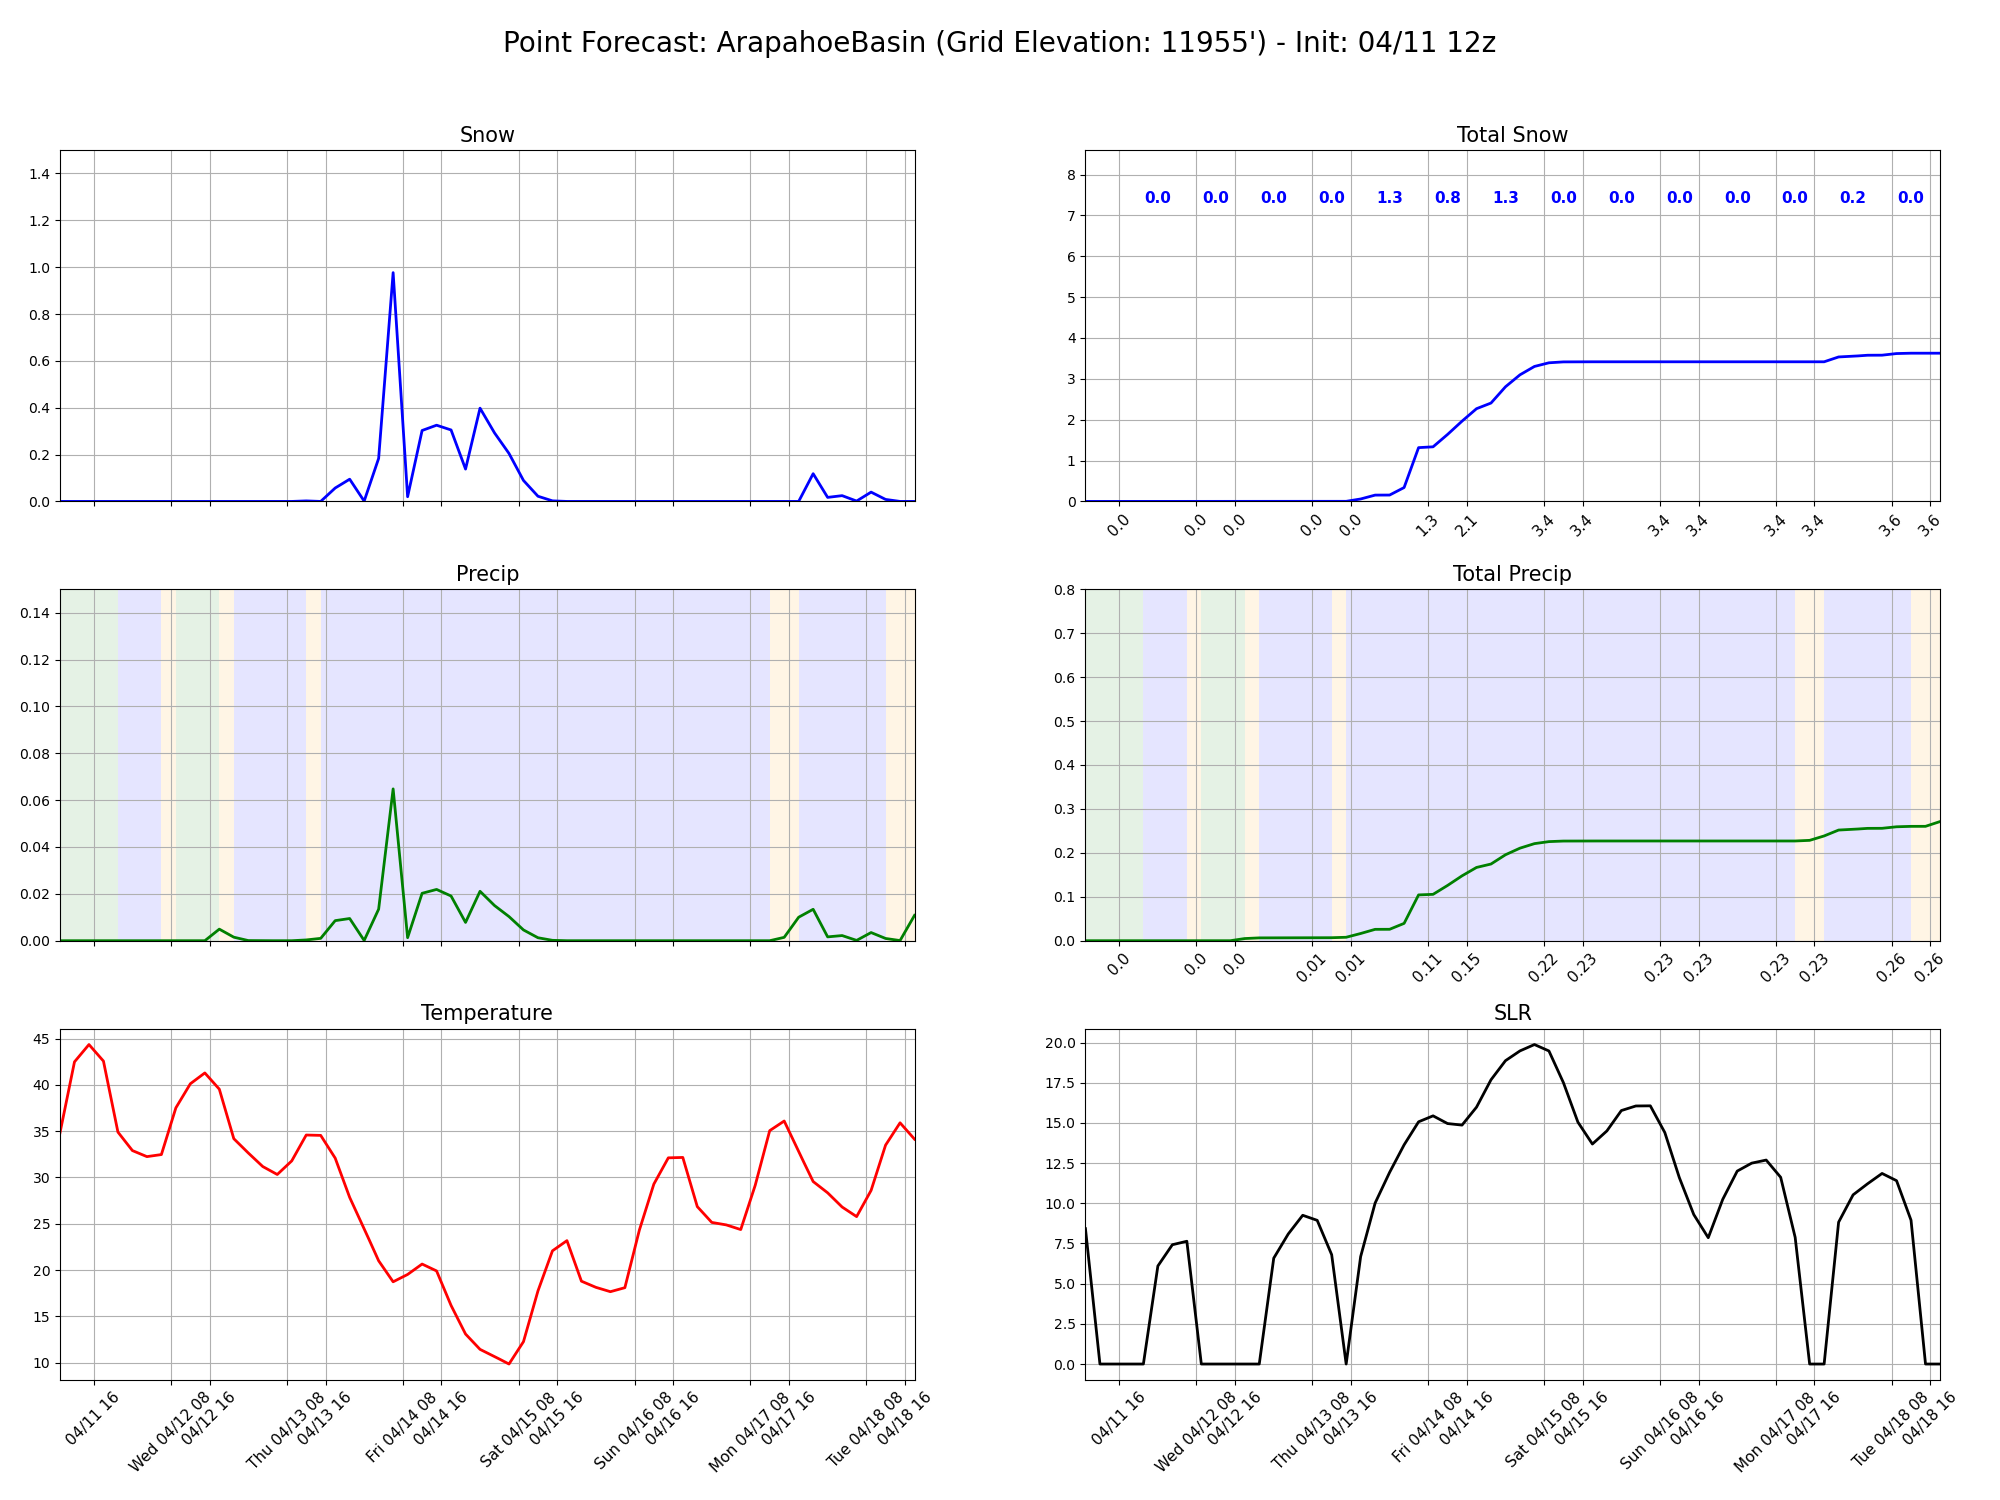 Point Forecast: ArapahoeBasin (Grid Elevation: 11955') - Init: 04/11 12z
Snow
1.4
1.2
1.0
0.8
0.6
0.4
0.2
0.0
Total Snow
8
7
6
5
4
3
2
1
0
0.0 0.0 0.0 0.0 1.3 0.8 1.3 0.0 0.0 0.0 0.0 0.0 0.2 0.0
0.0 0.0 0.0 0.0 0.0 1.3 2.1 3.4 3.4 3.4 3.4 3.4 3.4 3.6 3.6
Precip
0.14
0.12
0.10
0.08
0.06
0.04
0.02
0.00
Total Precip
0.8
0.7
0.6
0.5
0.4
0.3
0.2
0.1
0.0
0.0 0.0 0.0 0.01 0.01 0.11 0.15 0.22 0.23 0.23 0.23 0.23 0.23 0.26 0.26
Temperature
45
40
35
30
25
20
15
10
04/11 16
Wed 04/12 08
04/12 16
Thu 04/13 08
04/13 16
Fri 04/14 08
04/14 16
Sat 04/15 08
04/15 16
Sun 04/16 08
04/16 16
Mon 04/17 08
04/17 16
Tue 04/18 08
04/18 16
SLR
20.0
17.5
15.0
12.5
10.0
7.5
5.0
2.5
0.0
04/11 16
Wed 04/12 08
04/12 16
Thu 04/13 08
04/13 16
Fri 04/14 08
04/14 16
Sat 04/15 08
04/15 16
Sun 04/16 08
04/16 16
Mon 04/17 08
04/17 16
Tue 04/18 08
04/18 16